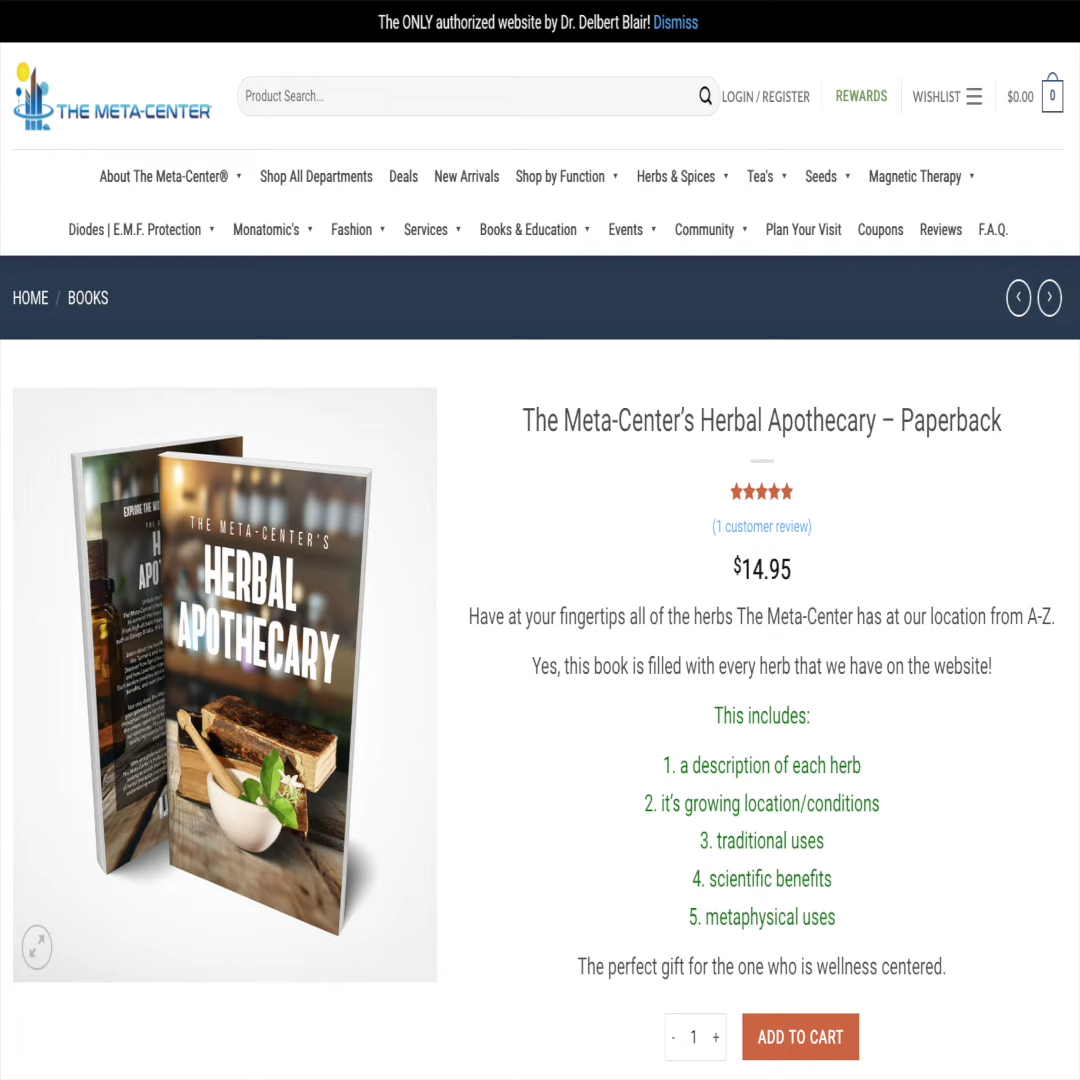 The ONLY authorized website by Dr. Delbert Blair! Dismiss
THE META-CENTER
Product Search...
LOGIN / REGISTER
REWARDS
WISHLIST
$0.00
0
About The Meta-Center®
Shop All Departments
Deals
New Arrivals
Shop by Function
Herbs & Spices
Tea's
Seeds
Magnetic Therapy
Diodes | E.M.F. Protection
Monatomic's
Fashion
Services
Books & Education
Events
Community
Plan Your Visit
Coupons
Reviews
F.A.Q.
HOME / BOOKS
THE META-CENTER'S
HERBAL
APOTHECARY
EXPLORE THE
The Meta-Center’s Herbal Apothecary – Paperback
(1 customer review)
$14.95
Have at your fingertips all of the herbs The Meta-Center has at our location from A-Z.
Yes, this book is filled with every herb that we have on the website!
This includes:
1. a description of each herb
2. it’s growing location/conditions
3. traditional uses
4. scientific benefits
5. metaphysical uses
The perfect gift for the one who is wellness centered.
- 1 +
ADD TO CART